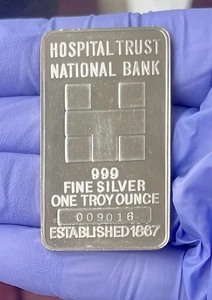 HOSPITAL TRUST
NATIONAL BANK
999
FINE SILVER
ONE TROY OUNCE
009016
ESTABLISHED 1867